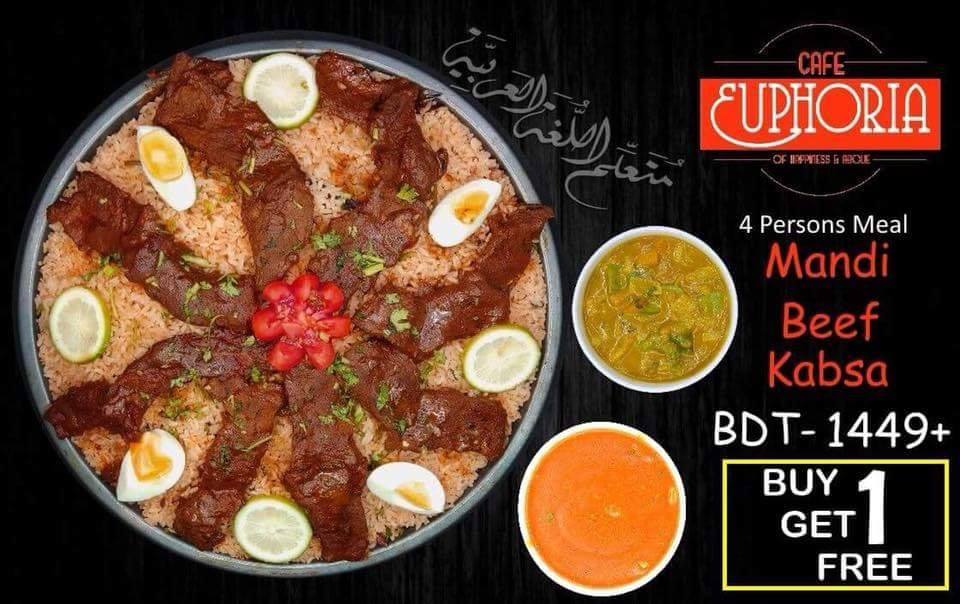 مُتَعَلِّم اللُّغَة العَرَبِيَّة
CAFE
EUPHORIA
OF HAPPINESS & ABOVE
4 Persons Meal
Mandi
Beef
Kabsa
BDT- 1449+
BUY 1
GET
FREE